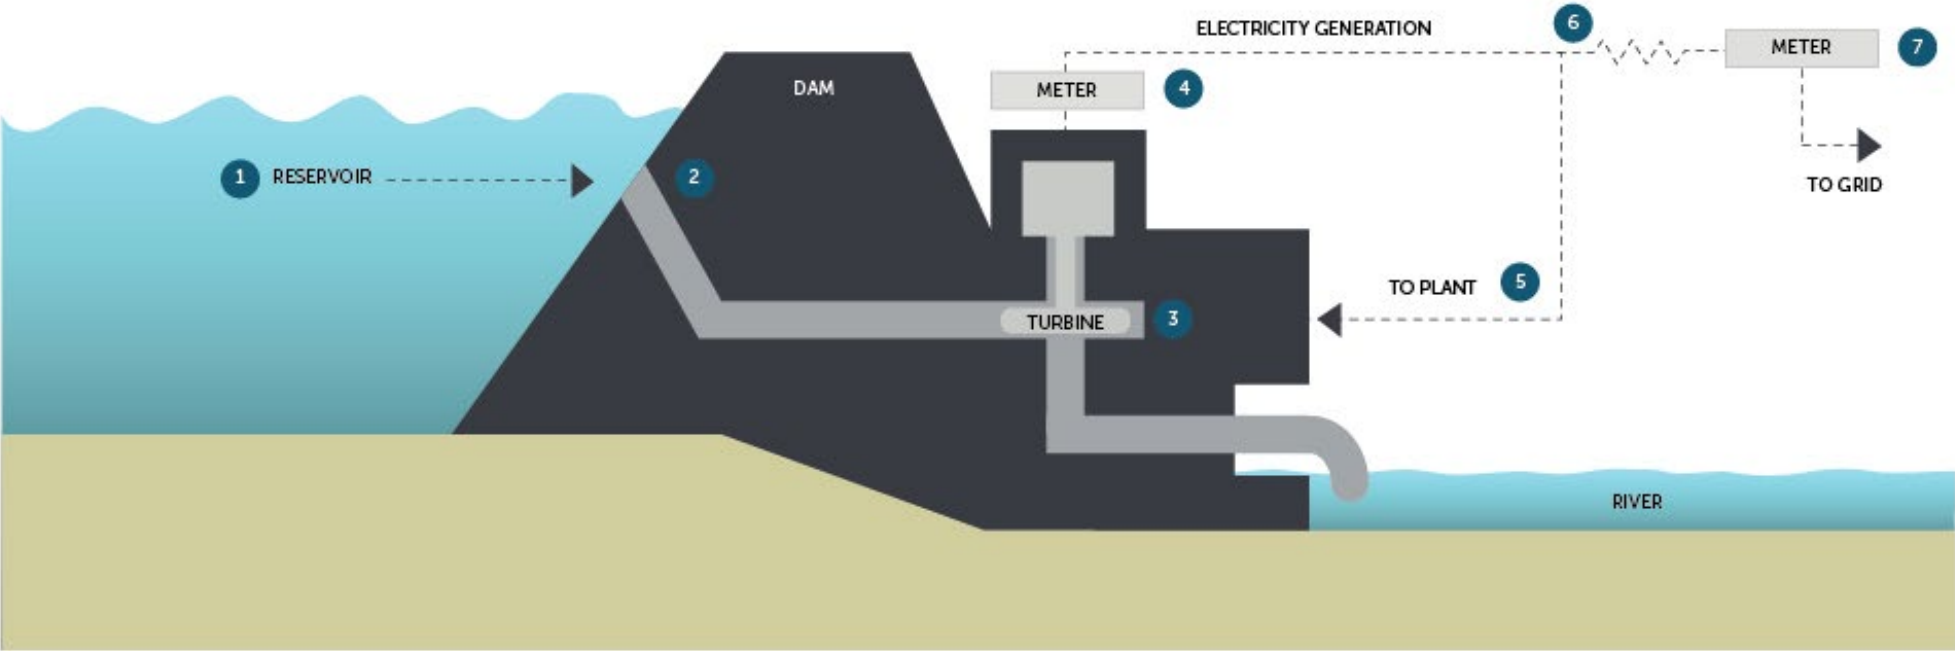 ELECTRICITY GENERATION
6
METER
7
DAM
METER
4
1
RESERVOIR
2
TO GRID
TO PLANT
5
TURBINE
3
RIVER